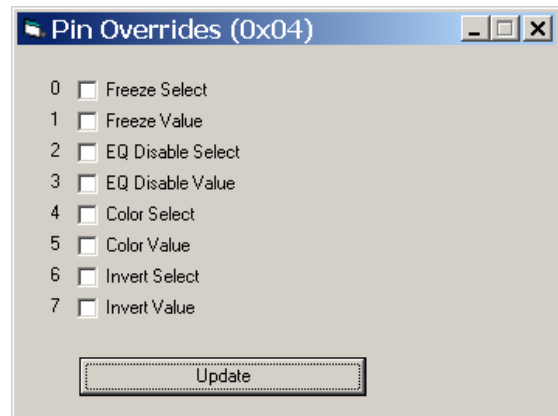 Pin Overrides (0x04)
0 Freeze Select
1 Freeze Value
2 EQ Disable Select
3 EQ Disable Value
4 Color Select
5 Color Value
6 Invert Select
7 Invert Value
Update